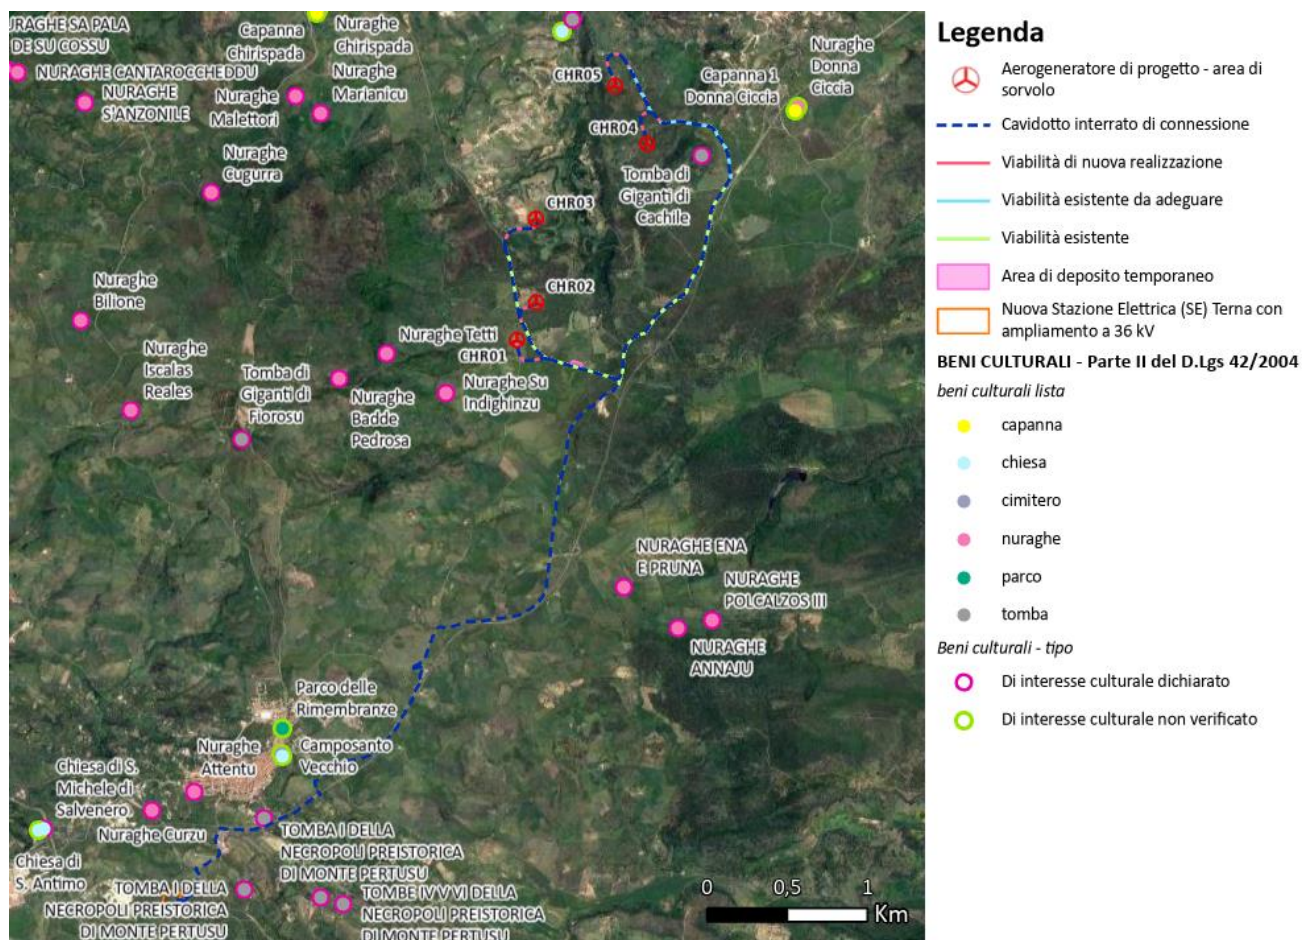 URAGHE SA PALA
DE SU COSSU
NURAGHE CANTAROCCHEDDU
NURAGHE
S'ANZONILE
Capanna
Chirispada
Nuraghe
Chirispada
Nuraghe
Marianicu
Nuraghe
Malettori
Nuraghe
Cugurra
CHR05
Capanna 1
Donna Ciccia
Nuraghe
Donna
Ciccia
CHR04
Tomba di
Giganti di
Cachile
CHR03
CHR02
Nuraghe
Bilione
Nuraghe Tetti
CHR01
Nuraghe
Iscalas
Reales
Tomba di
Giganti di
Fiorosu
Nuraghe
Badde
Pedrosa
Nuraghe Su
Indighinzu
NURAGHE ENA
E PRUNA
NURAGHE
POLCALZOS III
NURAGHE
ANNAJU
Parco delle
Rimembranze
Nuraghe
Attentu
Camposanto
Vecchio
Chiesa di S.
Michele di
Salvenero
Nuraghe Curzu
Chiesa di
S. Antimo
TOMBA I DELLA
NECROPOLI PREISTORICA
DI MONTE PERTUSU
TOMBA I DELLA
NECROPOLI PREISTORICA
DI MONTE PERTUSU
TOMBE IV V VI DELLA
NECROPOLI PREISTORICA
DI MONTE PERTUSU
0 0,5 1
Km
Legenda
Aerogeneratore di progetto - area di
sorvolo
Cavidotto interrato di connessione
Viabilità di nuova realizzazione
Viabilità esistente da adeguare
Viabilità esistente
Area di deposito temporaneo
Nuova Stazione Elettrica (SE) Terna con
ampliamento a 36 kV
BENI CULTURALI - Parte II del D.Lgs 42/2004
beni culturali lista
capanna
chiesa
cimitero
nuraghe
parco
tomba
Beni culturali - tipo
Di interesse culturale dichiarato
Di interesse culturale non verificato